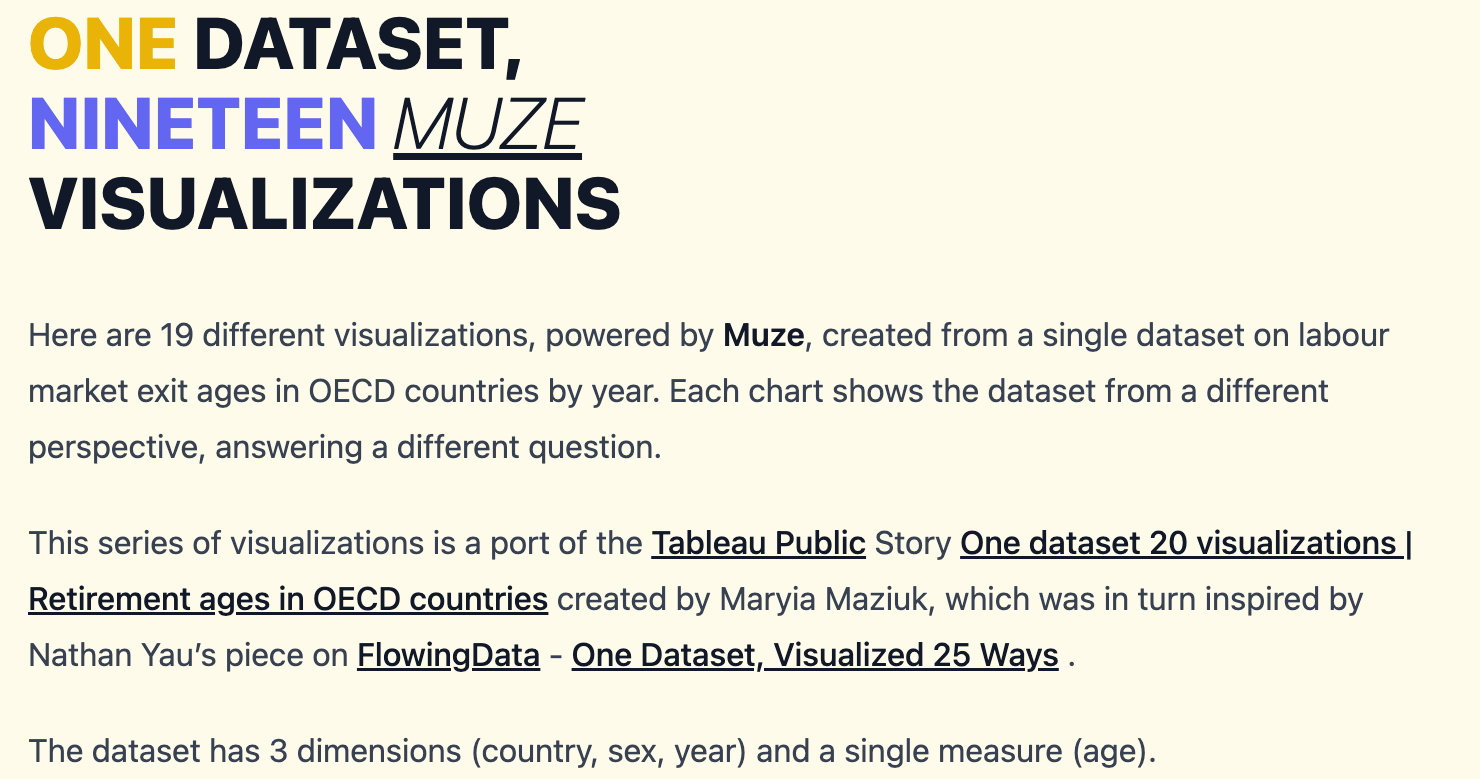 ONE DATASET,
NINETEEN MUZE
VISUALIZATIONS
Here are 19 different visualizations, powered by Muze, created from a single dataset on labour
market exit ages in OECD countries by year. Each chart shows the dataset from a different
perspective, answering a different question.
This series of visualizations is a port of the Tableau Public Story One dataset 20 visualizations |
Retirement ages in OECD countries created by Maryia Maziuk, which was in turn inspired by
Nathan Yau’s piece on FlowingData - One Dataset, Visualized 25 Ways .
The dataset has 3 dimensions (country, sex, year) and a single measure (age).